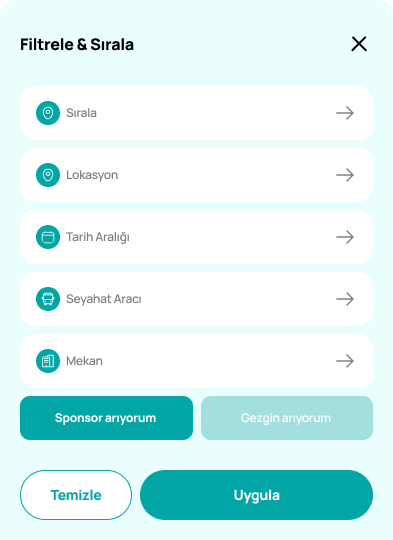 Filtrele & Sırala
Sırala
Lokasyon
Tarih Aralığı
Seyahat Aracı
Mekan
Sponsor arıyorum
Gezgin arıyorum
Temizle
Uygula